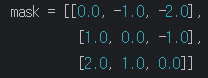 mask = [[0.0, -1.0, -2.0],
[1.0, 0.0, -1.0],
[2.0, 1.0, 0.0]]